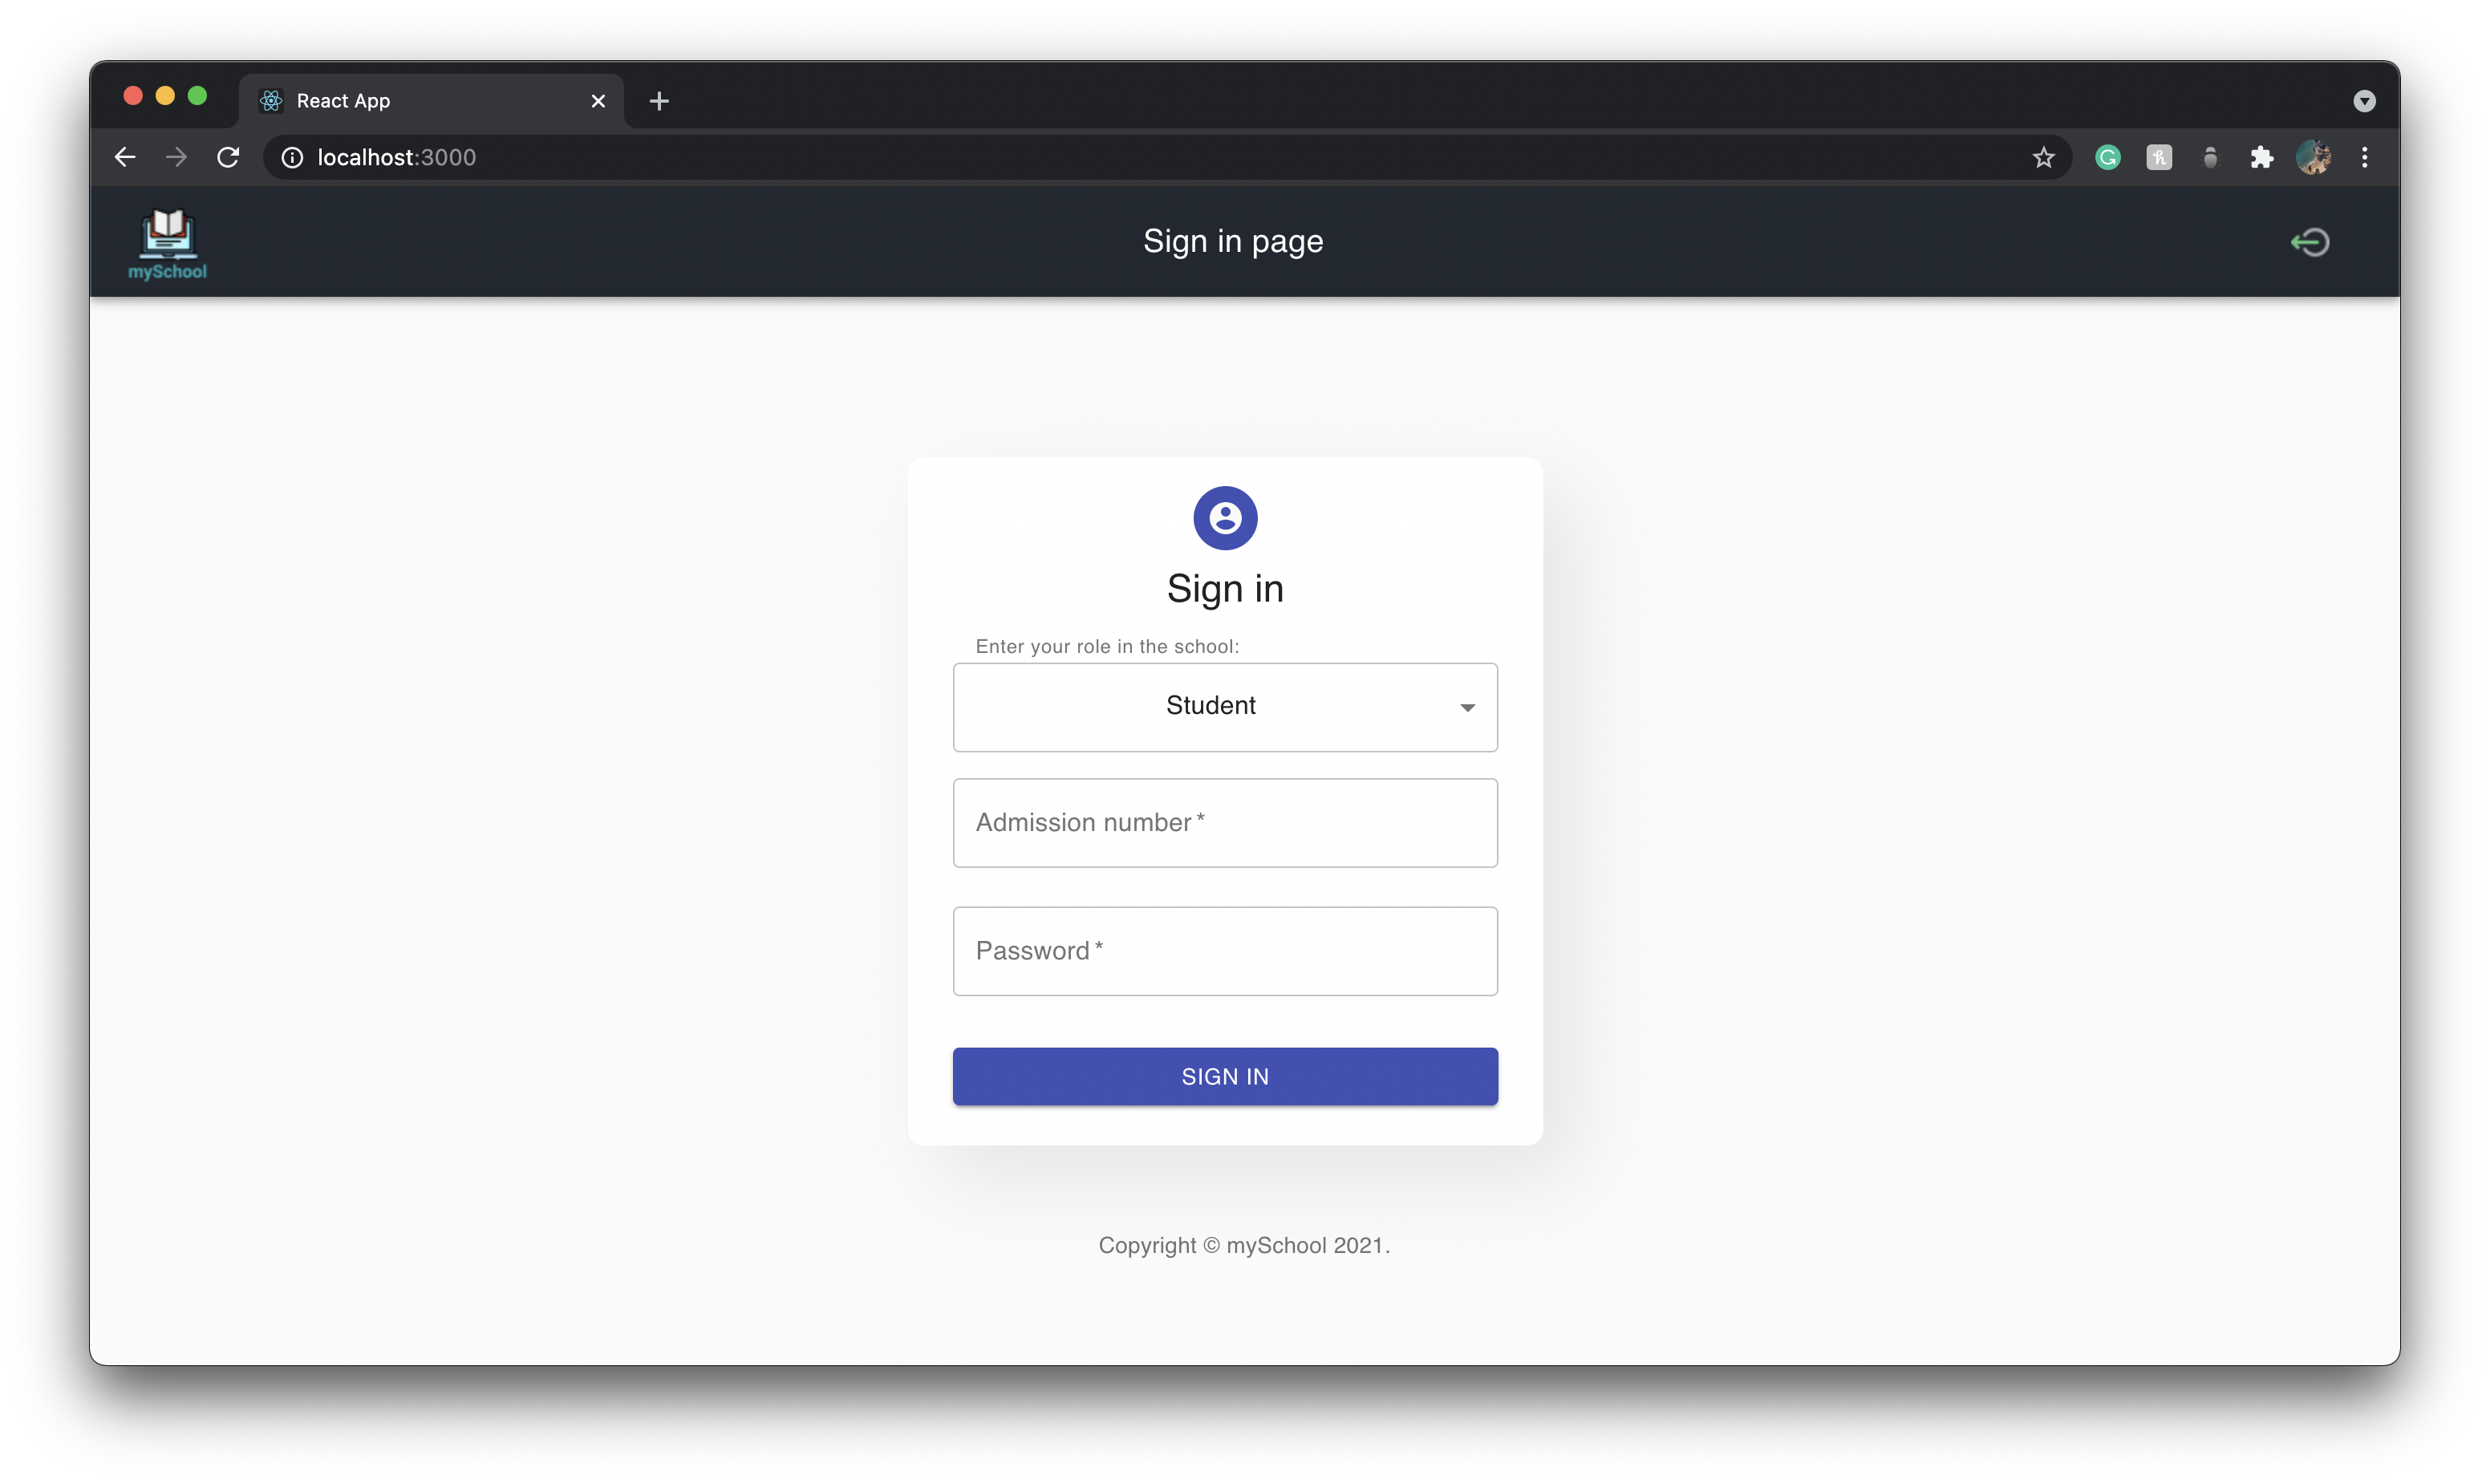 React App
localhost:3000
mySchool
Sign in page
Sign in
Enter your role in the school:
Student
Admission number *
Password *
SIGN IN
Copyright © mySchool 2021.